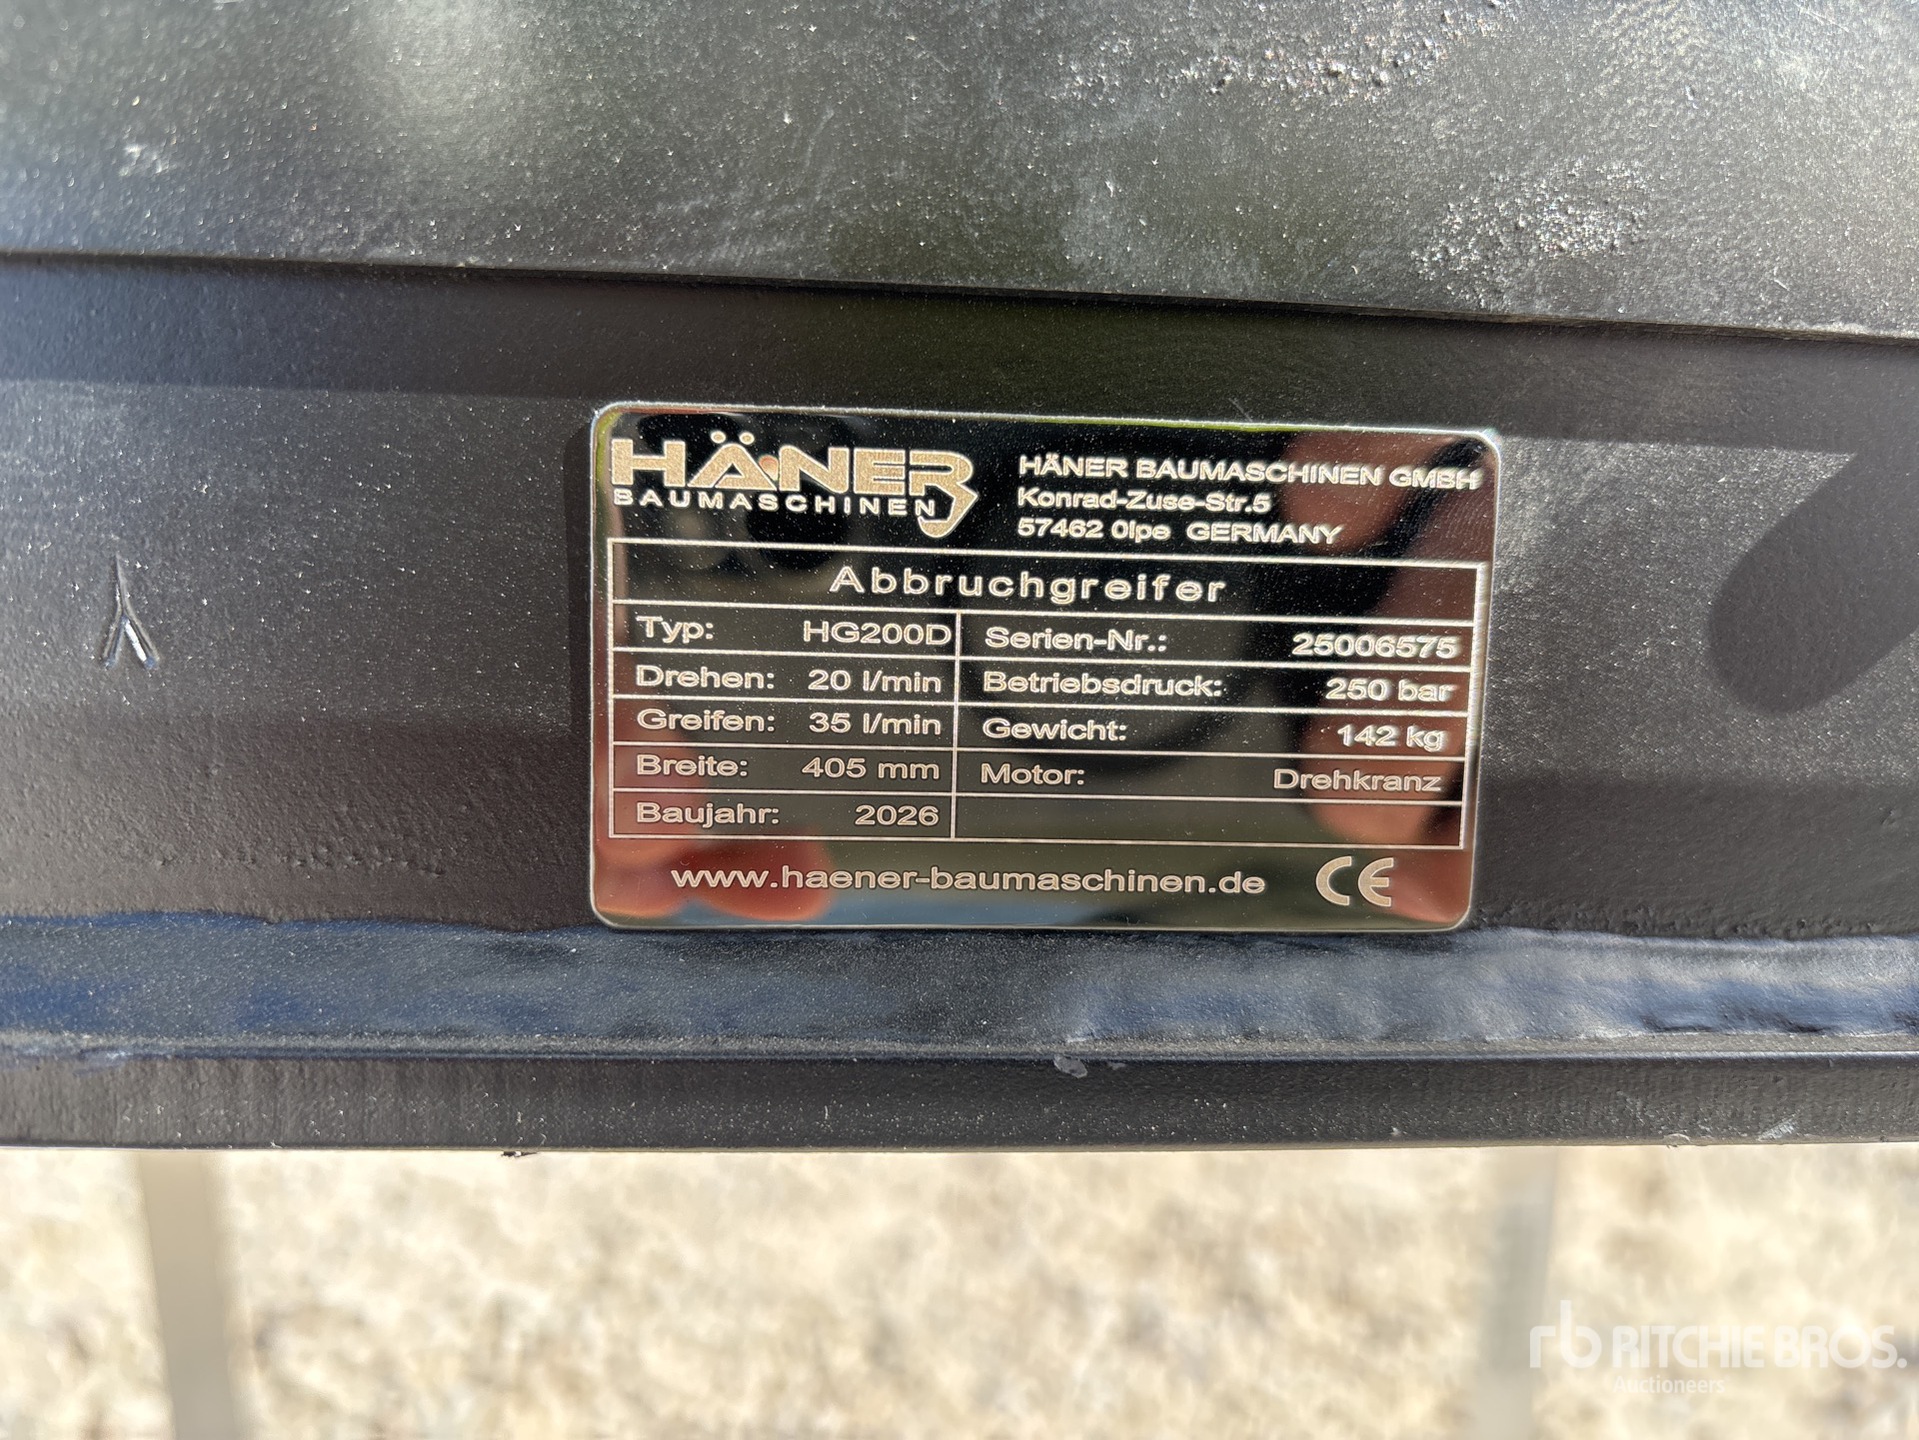 HÄNER
BAUMASCHINEN
HÄNER BAUMASCHINEN GMBH
Konrad-Zuse-Str.5
57462 Olpe GERMANY
Abbruchgreifer
Typ: HG200D Serien-Nr.: 25006575
Drehen: 20 l/min Betriebsdruck: 250 bar
Greifen: 35 l/min Gewicht: 142 kg
Breite: 405 mm Motor: Drehkranz
Baujahr: 2026
www.haener-baumaschinen.de CE
rb RITCHIE BROS.
Auctioneers